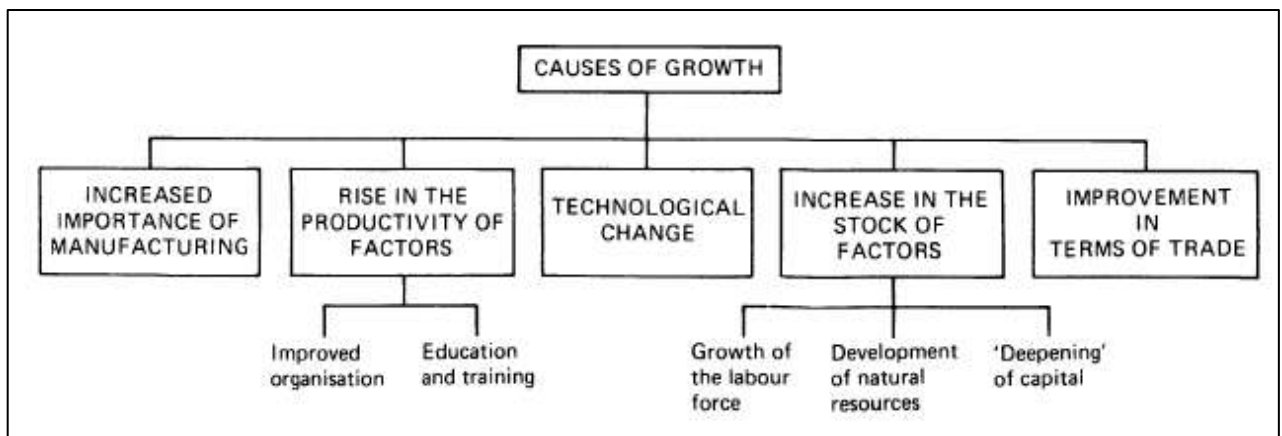 CAUSES OF GROWTH
INCREASED
IMPORTANCE OF
MANUFACTURING
RISE IN THE
PRODUCTIVITY OF
FACTORS
TECHNOLOGICAL
CHANGE
INCREASE IN THE
STOCK OF
FACTORS
IMPROVEMENT
IN
TERMS OF TRADE
Improved
organisation
Education
and training
Growth of
the labour
force
Development
of natural
resources
'Deepening'
of capital